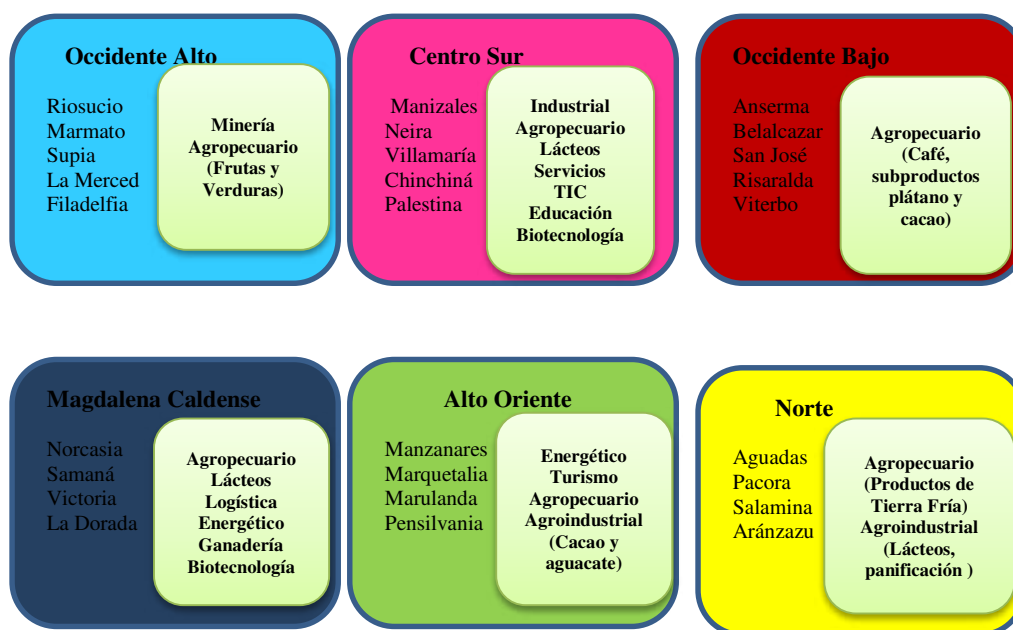 Occidente Alto
Riosucio
Marmato
Supia
La Merced
Filadelfia
Minería
Agropecuario
(Frutas y
Verduras)
Centro Sur
Manizales
Neira
Villamaría
Chinchiná
Palestina
Industrial
Agropecuario
Lácteos
Servicios
TIC
Educación
Biotecnología
Occidente Bajo
Anserma
Belalcazar
San José
Risaralda
Viterbo
Agropecuario
(Café,
subproductos
plátano y
cacao)
Magdalena Caldense
Norcasia
Samaná
Victoria
La Dorada
Agropecuario
Lácteos
Logística
Energético
Ganadería
Biotecnología
Alto Oriente
Manzanares
Marquetalia
Marulanda
Pensilvania
Energético
Turismo
Agropecuario
Agroindustrial
(Cacao y
aguacate)
Norte
Aguadas
Pacora
Salamina
Aránzazu
Agropecuario
(Productos de
Tierra Fría)
Agroindustrial
(Lácteos,
panificación )